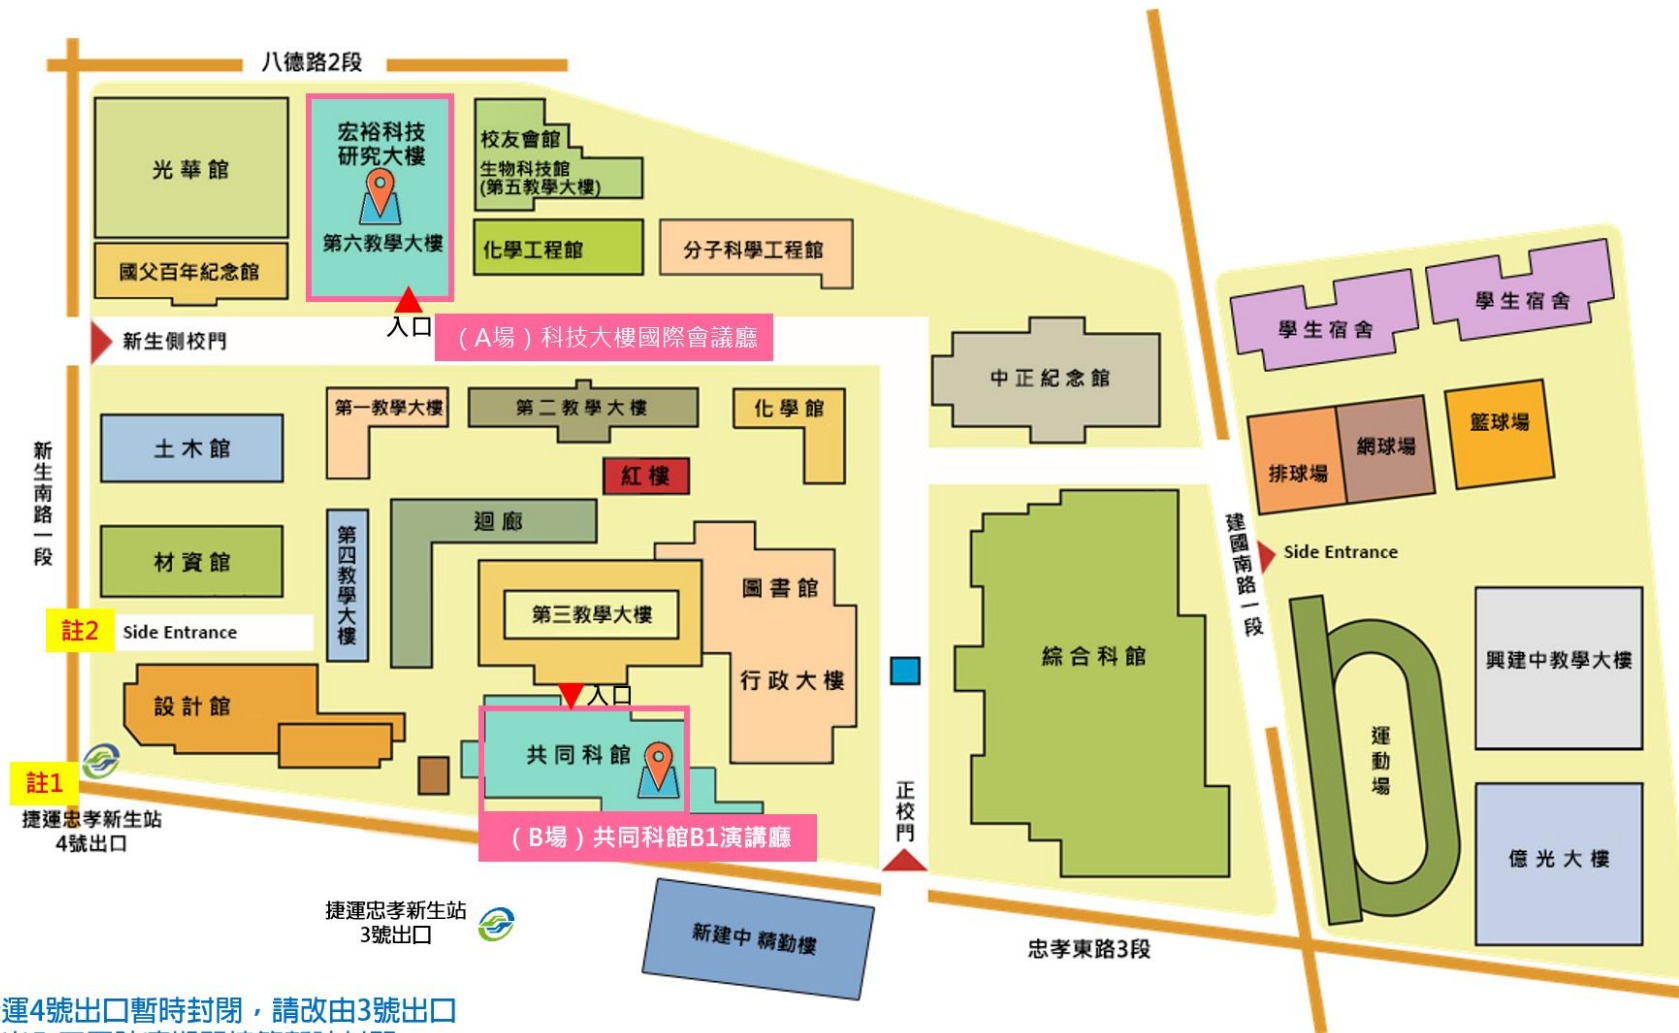 八德路2段
光華館
宏裕科技
研究大樓
第六教學大樓
校友會館
生物科技館
(第五教學大樓)
國父百年紀念館
化學工程館
分子科學工程館
入口
(A場)科技大樓國際會議廳
新生側校門
中正紀念館
學生宿舍
學生宿舍
第一教學大樓
第二教學大樓
化學館
土木館
紅樓
排球場
網球場
籃球場
新生南路一段
迴廊
材資館
第四教學大樓
圖書館
建國南路一段
Side Entrance
第三教學大樓
註2
Side Entrance
綜合科館
興建中教學大樓
行政大樓
設計館
入口
共同科館
運動場
註1
捷運忠孝新生站
4號出口
正校門
(B場)共同科館B1演講廳
億光大樓
捷運忠孝新生站
3號出口
新建中 精勤樓
忠孝東路3段
運4號出口暫時封閉,請改由3號出口